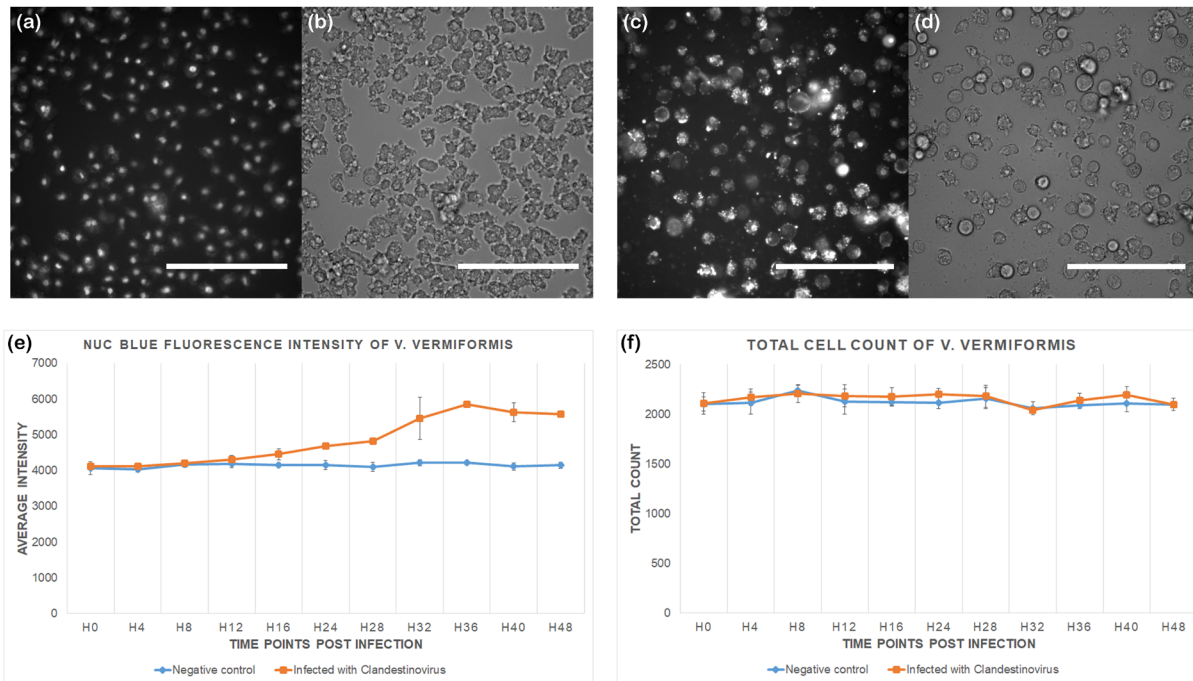 (a)
(b)
(c)
(d)
(e)
NUC BLUE FLUORESCENCE INTENSITY OF V. VERMIFORMIS
AVERAGE INTENSITY
7000
6000
5000
4000
3000
2000
1000
0
H0 H4 H8 H12 H16 H24 H28 H32 H36 H40 H48
TIME POINTS POST INFECTION
Negative control Infected with Clandestinovirus
(f)
TOTAL CELL COUNT OF V. VERMIFORMIS
TOTAL COUNT
2500
2000
1500
1000
500
0
H0 H4 H8 H12 H16 H24 H28 H32 H36 H40 H48
TIME POINTS POST INFECTION
Negative control Infected with Clandestinovirus